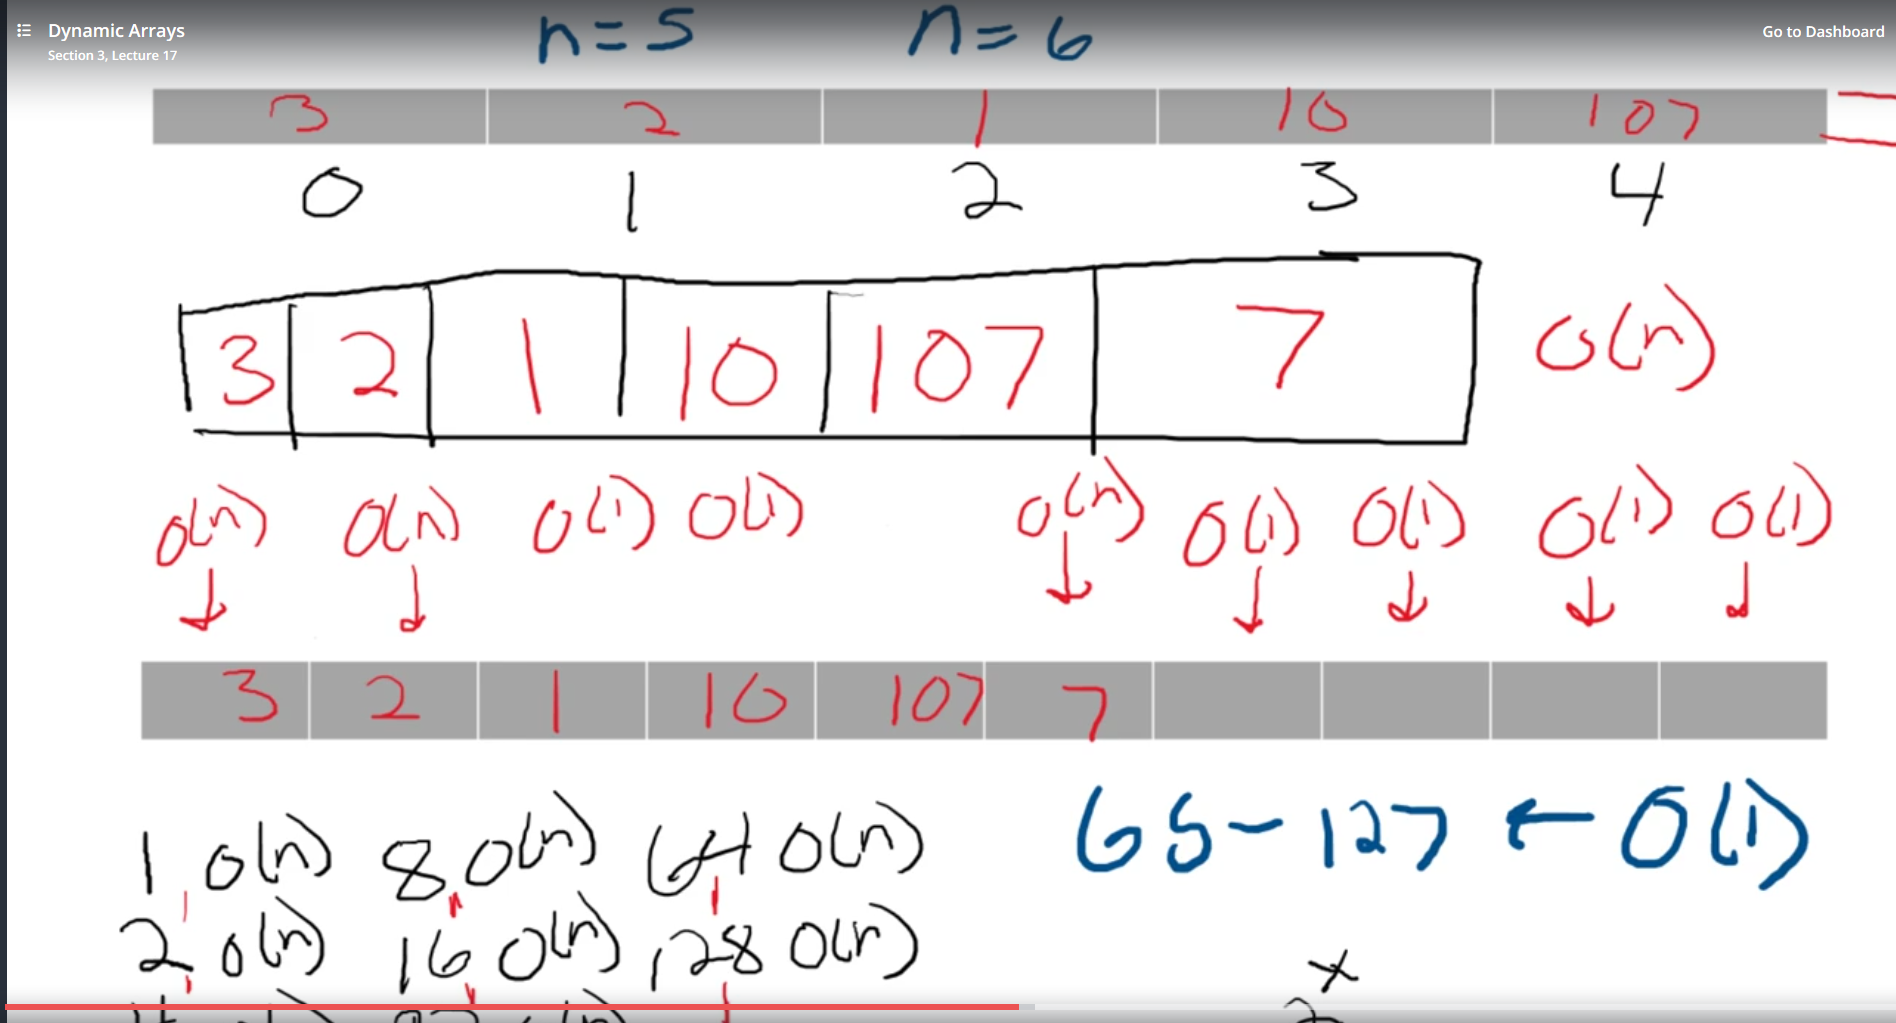 Dynamic Arrays
Go to Dashboard
Section 3, Lecture 17
n=5 n=6
3 2 1 10 107
0 1 2 3 4
3 2 1 10 107 7 O(n)
O(n) O(n) O(1) O(1) O(n) O(1) O(1) O(1) O(1)
3 2 1 10 107 7
1 O(n) 8 O(n) 64 O(n) 65-127 ← O(1)
2 O(n) 16 O(n) 128 O(n)